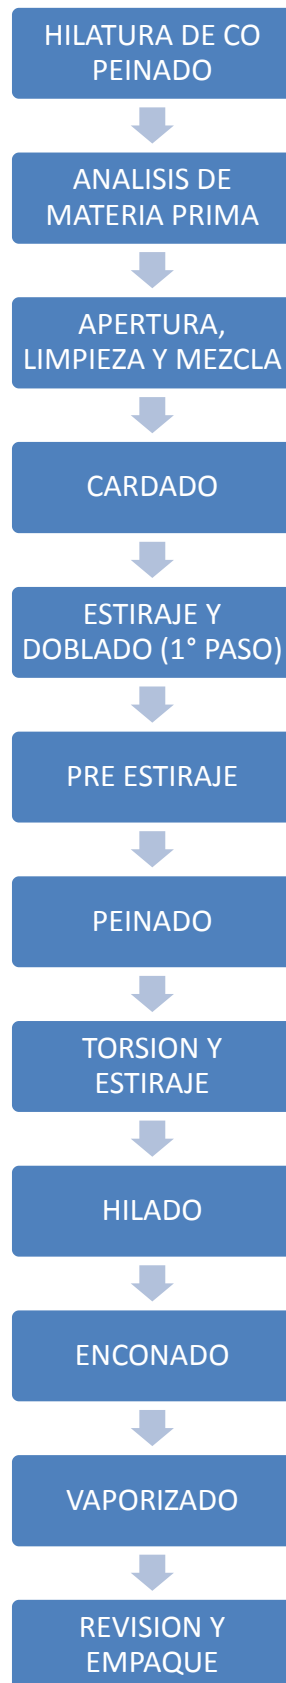 HILATURA DE CO
PEINADO
ANALISIS DE
MATERIA PRIMA
APERTURA,
LIMPIEZA Y MEZCLA
CARDADO
ESTIRAJE Y
DOBLADO (1° PASO)
PRE ESTIRAJE
PEINADO
TORSION Y
ESTIRAJE
HILADO
ENCONADO
VAPORIZADO
REVISION Y
EMPAQUE